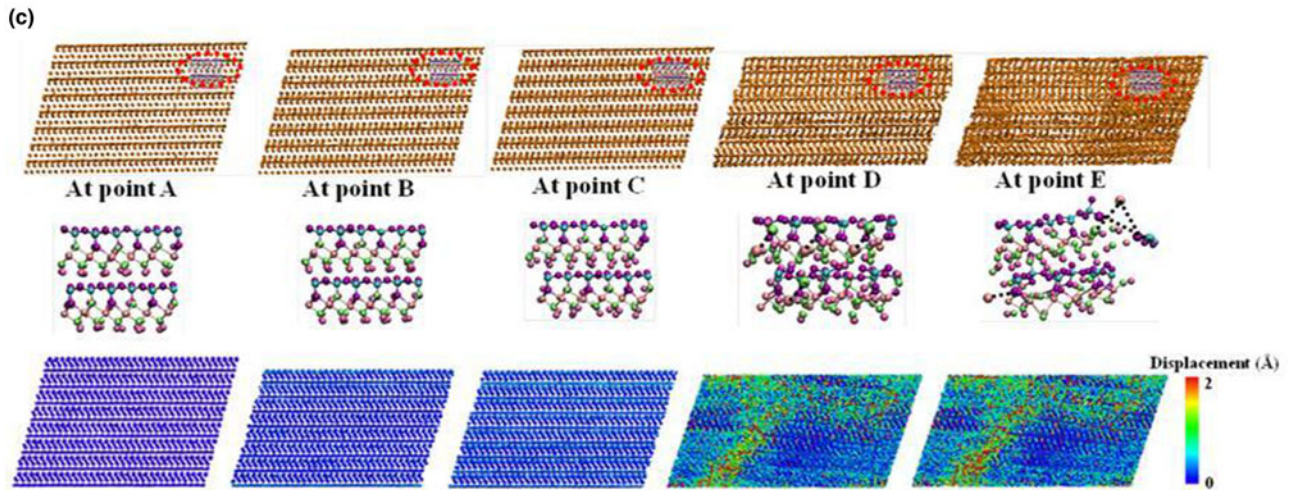 (c)
At point A
At point B
At point C
At point D
At point E
Displacement (Å)
2
0